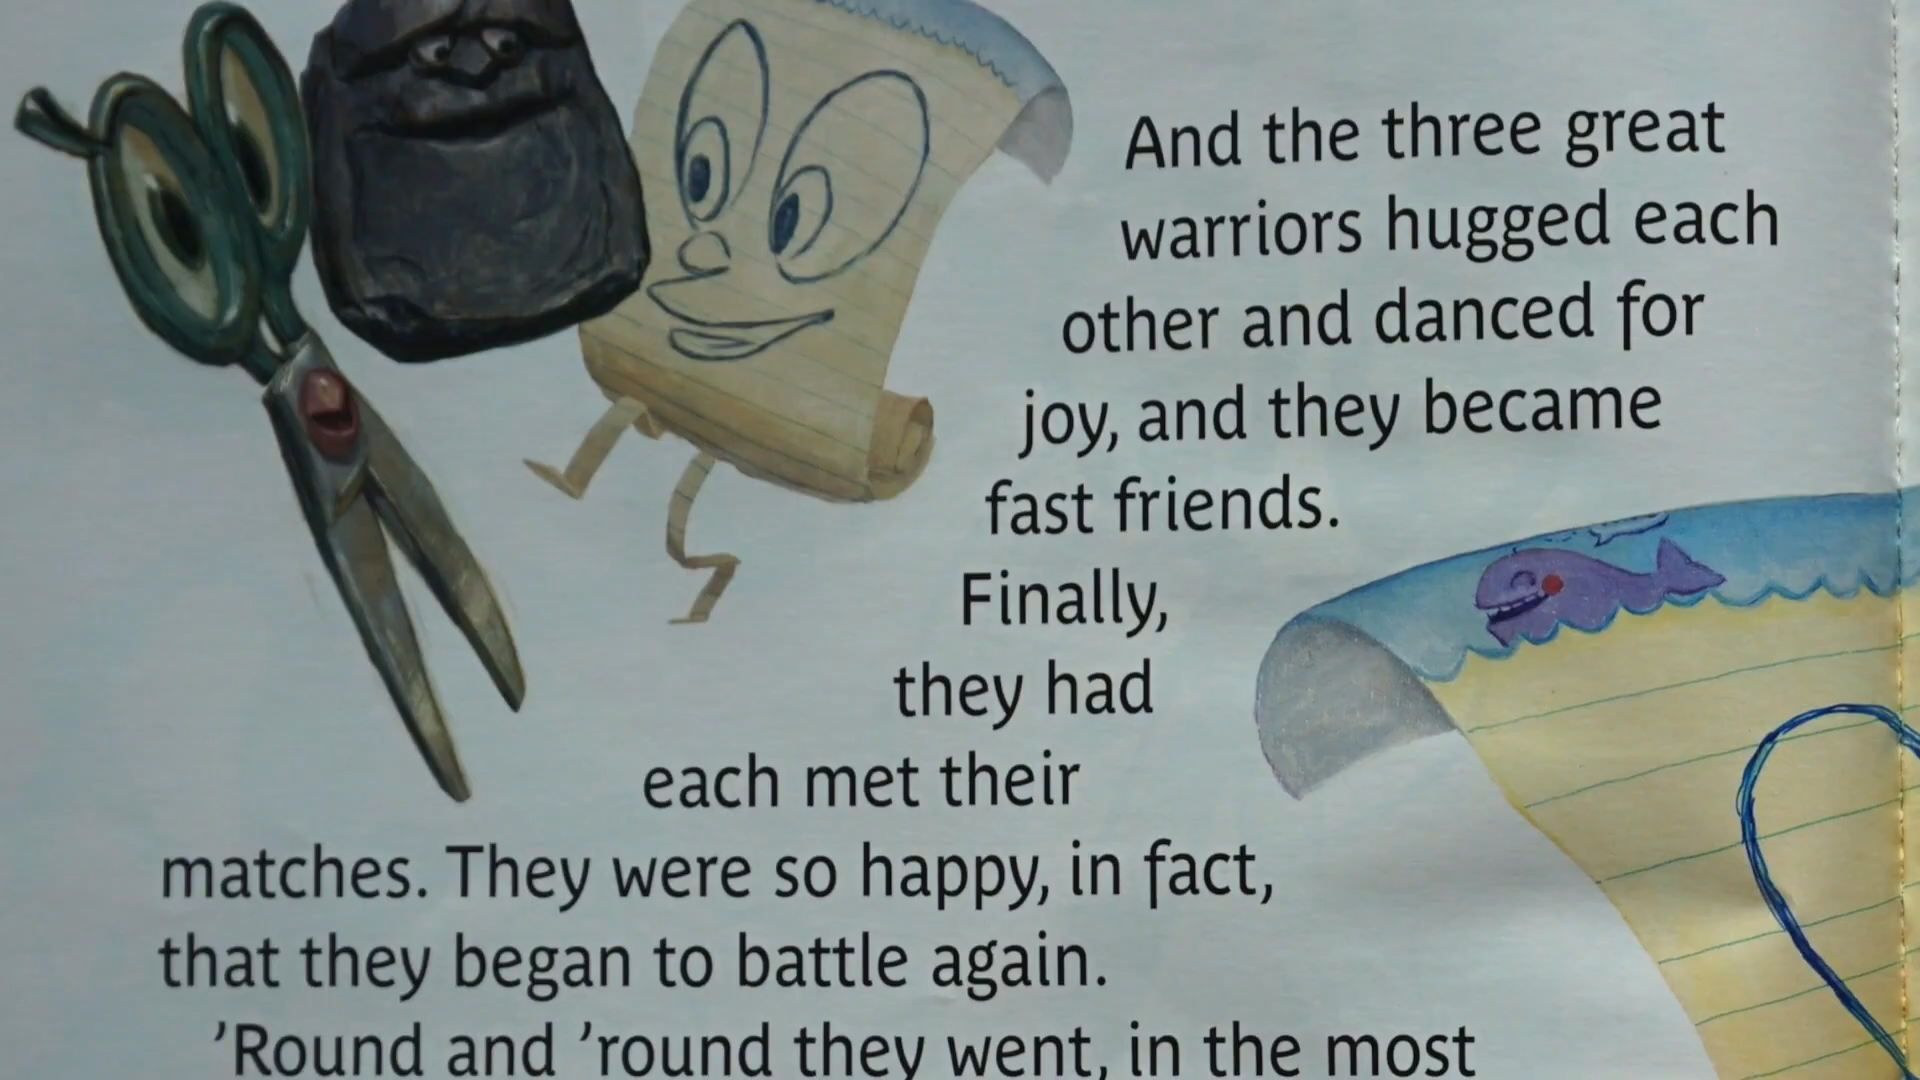 And the three great
warriors hugged each
other and danced for
joy, and they became
fast friends.
Finally,
they had
each met their
matches. They were so happy, in fact,
that they began to battle again.
’Round and ’round they went, in the most